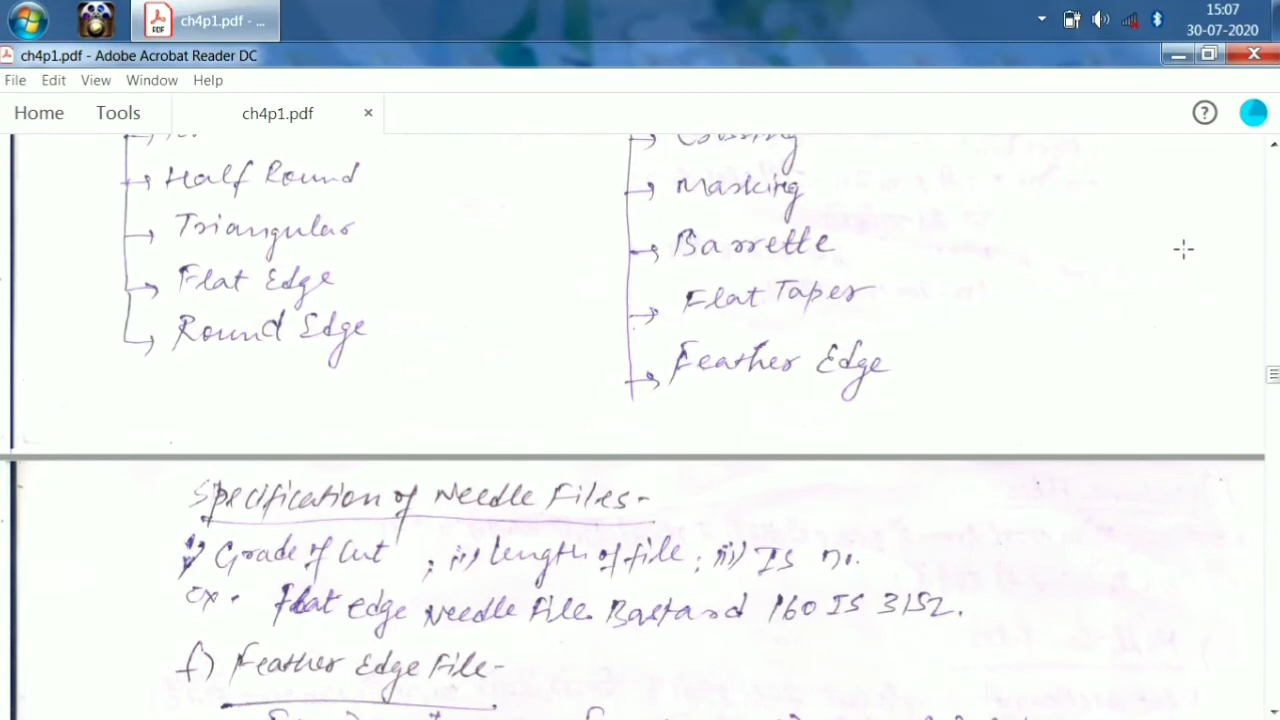 15:07
ch4p1.pdf - ...
30-07-2020
ch4p1.pdf - Adobe Acrobat Reader DC
File Edit View Window Help
Home Tools ch4p1.pdf × ?
Half Round
Triangular
Flat Edge
Round Edge
Masking
Barrette
Flat Taper
Feather Edge
Specification of Needle Files-
i) Grade of Cut ; ii) length of file ; iii) IS no.
ex. Flat edge Needle File Bastard 160 IS 3152.
f) Feather Edge File-